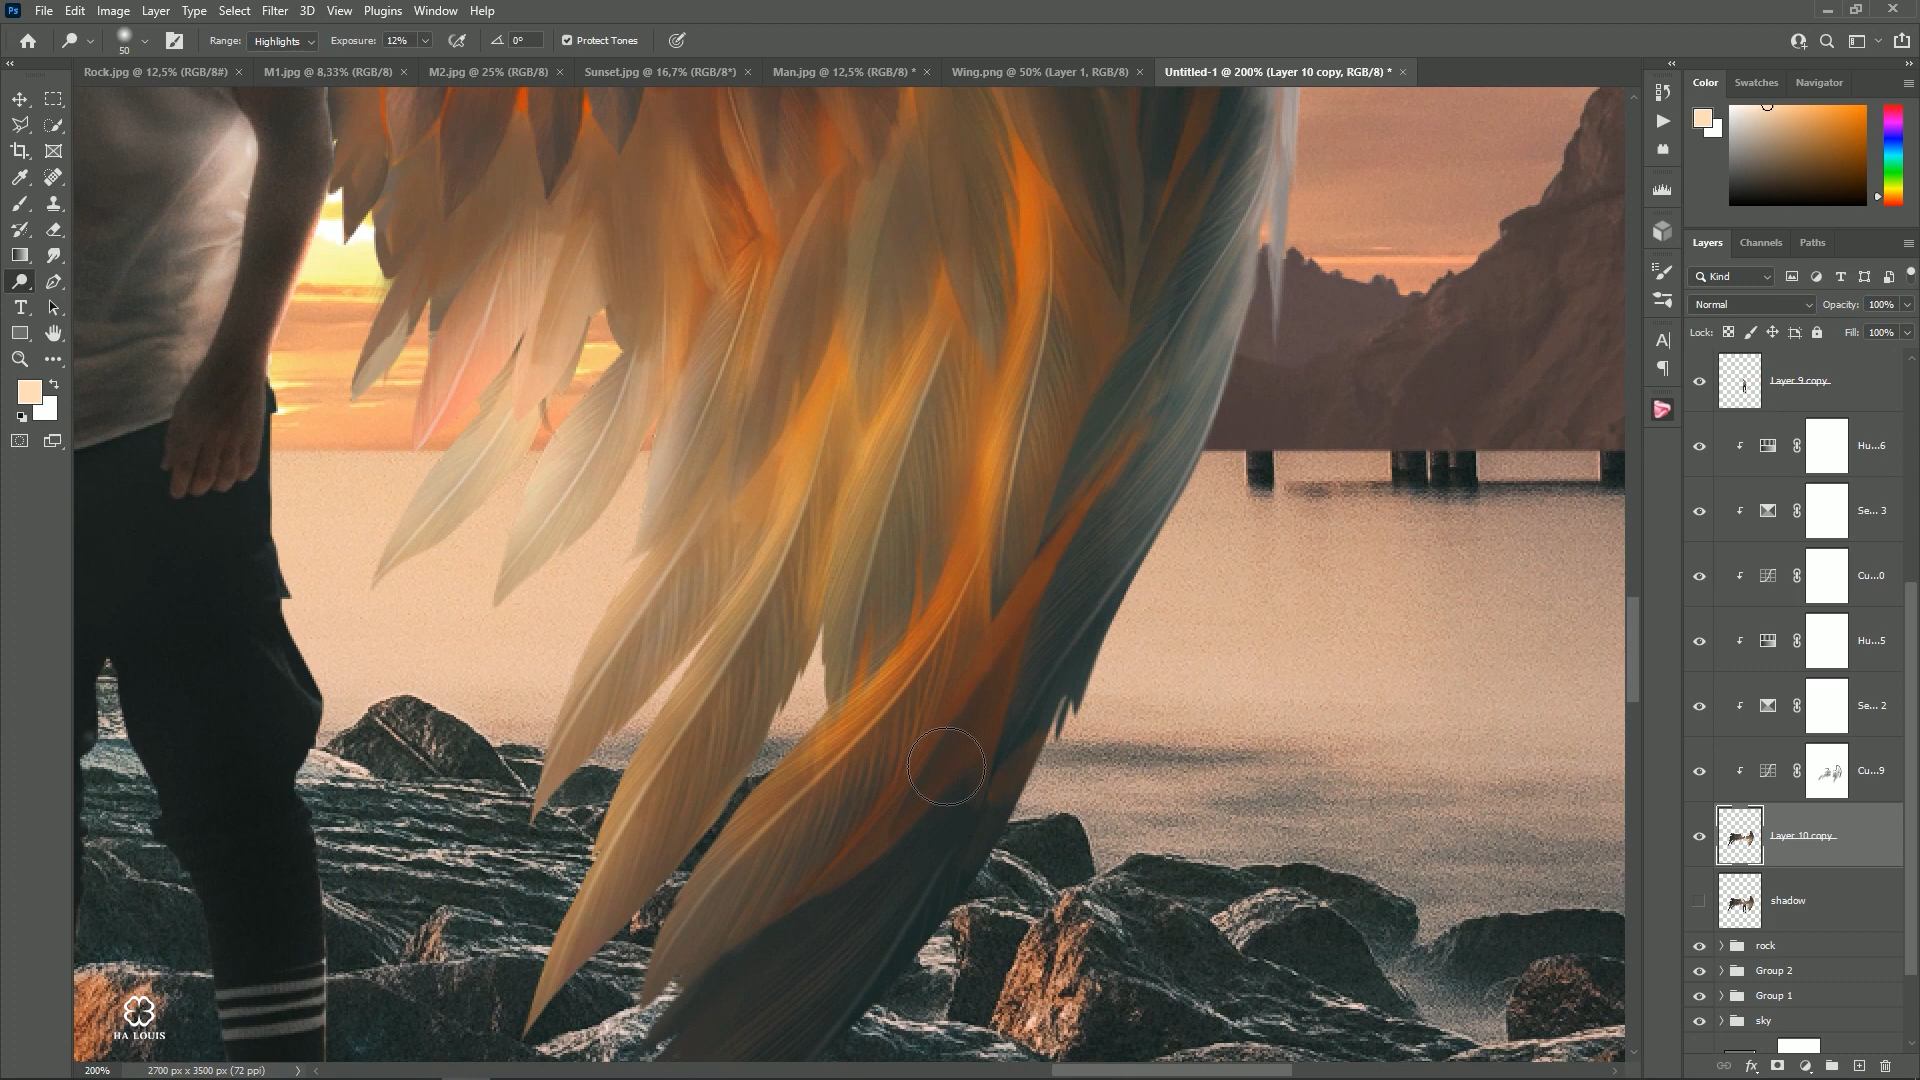 Ps File Edit Image Layer Type Select Filter 3D View Plugins Window Help
50 Range: Highlights Exposure: 12% 0° Protect Tones
Rock.jpg @ 12,5% (RGB/8#) × M1.jpg @ 8,33% (RGB/8) × M2.jpg @ 25% (RGB/8) × Sunset.jpg @ 16,7% (RGB/8*) × Man.jpg @ 12,5% (RGB/8) * × Wing.png @ 50% (Layer 1, RGB/8) × Untitled-1 @ 200% (Layer 10 copy, RGB/8) * ×
Color Swatches Navigator
Layers Channels Paths
Kind
Normal Opacity: 100%
Lock: Fill: 100%
Layer 9 copy
Hu...6
Se... 3
Cu...0
Hu...5
Se... 2
Cu...9
Layer 10 copy
shadow
rock
Group 2
Group 1
sky
HA LOUIS
200% 2700 px x 3500 px (72 ppi)